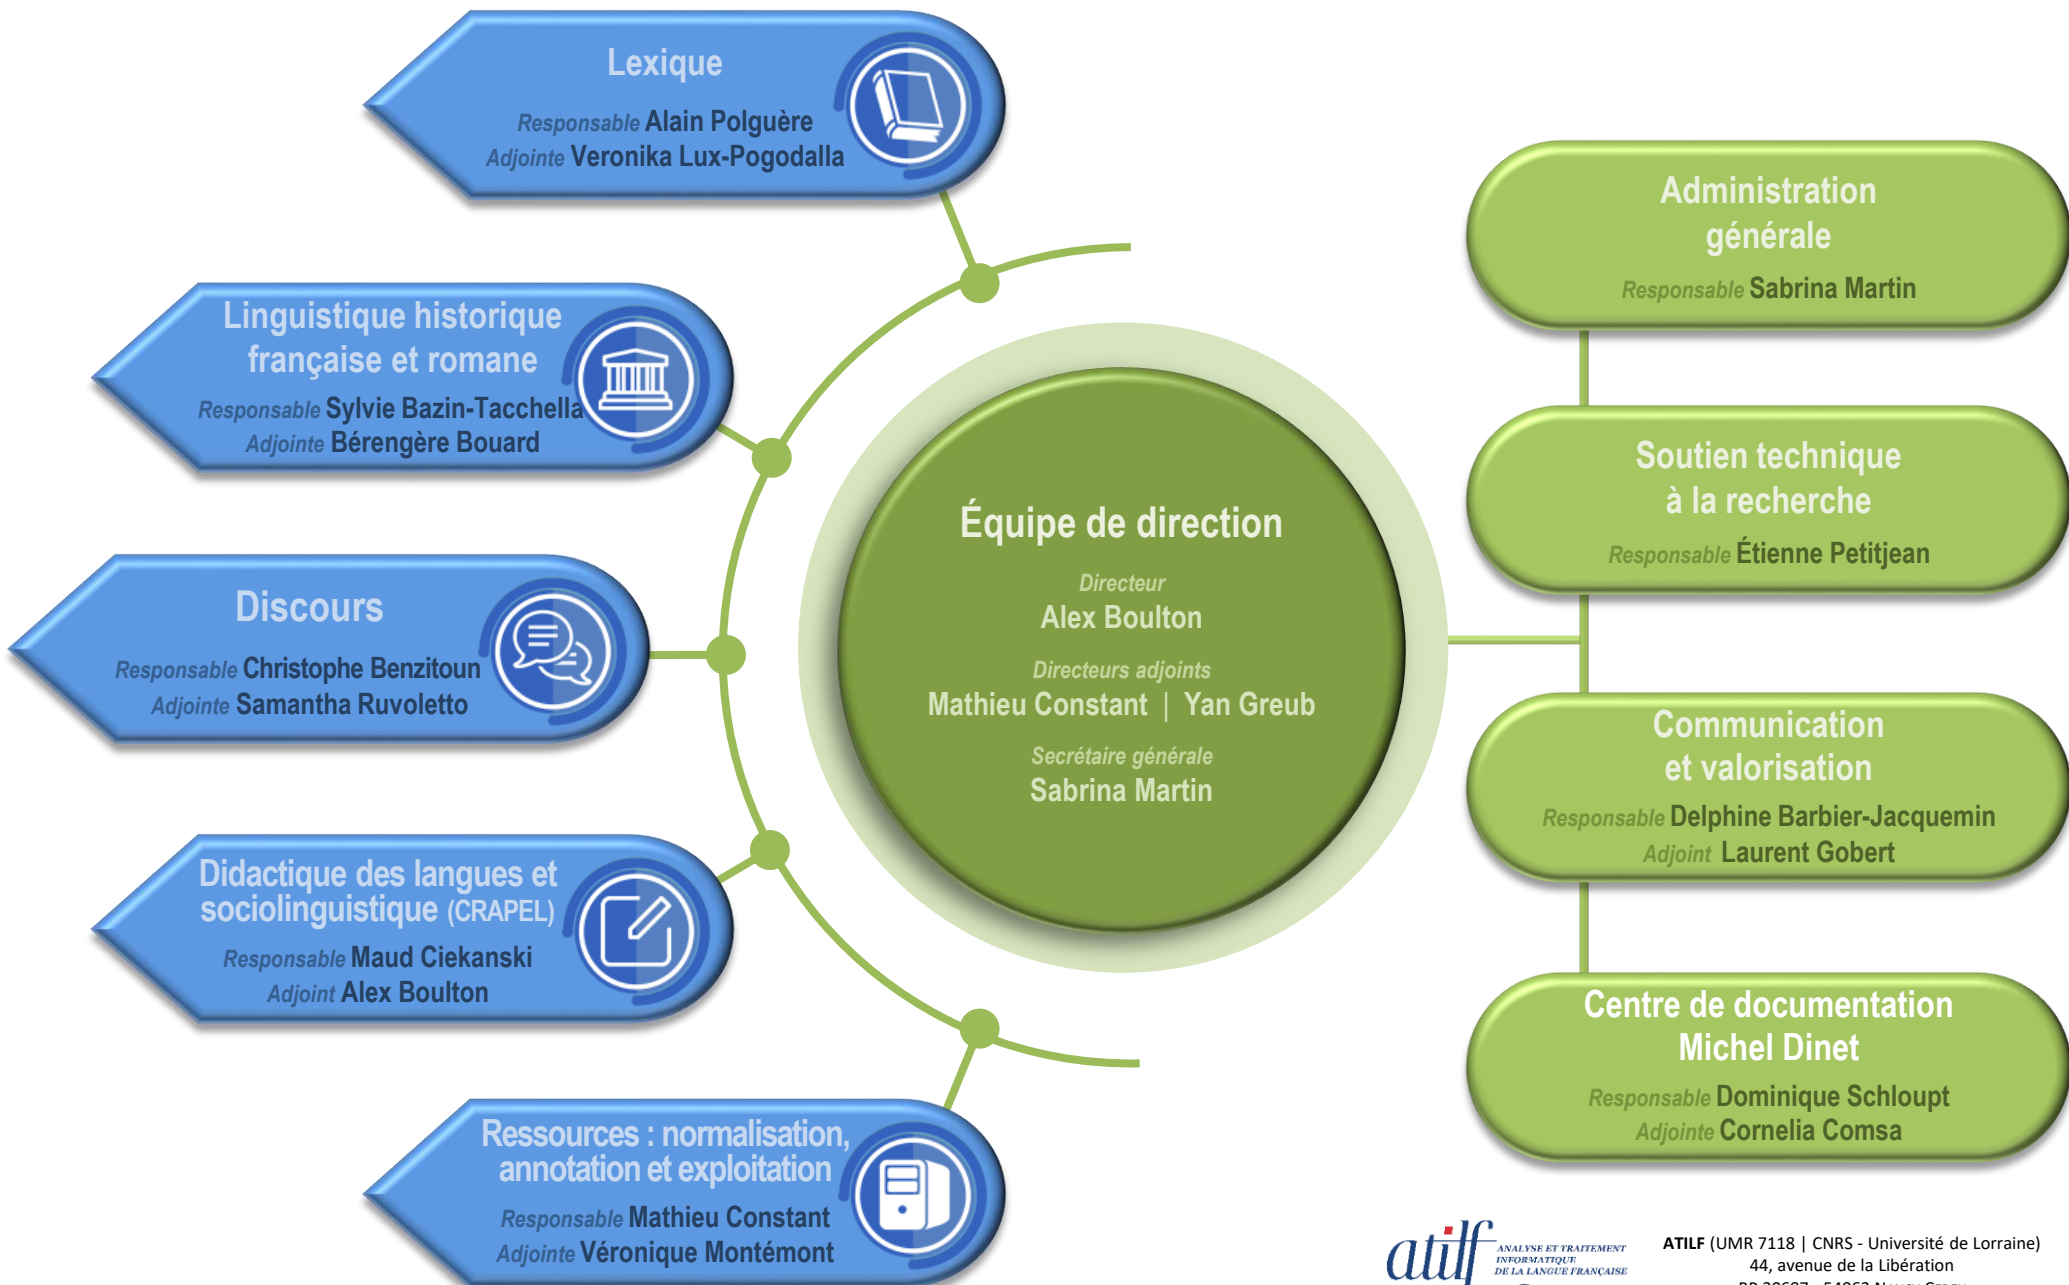 Lexique
Responsable Alain Polguère
Adjointe Veronika Lux-Pogodalla
Linguistique historique
française et romane
Responsable Sylvie Bazin-Tacchella
Adjointe Bérengère Bouard
Discours
Responsable Christophe Benzitoun
Adjointe Samantha Ruvoletto
Didactique des langues et
sociolinguistique (CRAPEL)
Responsable Maud Ciekanski
Adjoint Alex Boulton
Ressources : normalisation,
annotation et exploitation
Responsable Mathieu Constant
Adjointe Véronique Montémont
Équipe de direction
Directeur
Alex Boulton
Directeurs adjoints
Mathieu Constant | Yan Greub
Secrétaire générale
Sabrina Martin
Administration
générale
Responsable Sabrina Martin
Soutien technique
à la recherche
Responsable Étienne Petitjean
Communication
et valorisation
Responsable Delphine Barbier-Jacquemin
Adjoint Laurent Gobert
Centre de documentation
Michel Dinet
Responsable Dominique Schloupt
Adjointe Cornelia Comsa
atilf
ANALYSE ET TRAITEMENT
INFORMATIQUE
DE LA LANGUE FRANÇAISE
ATILF (UMR 7118 | CNRS - Université de Lorraine)
44, avenue de la Libération